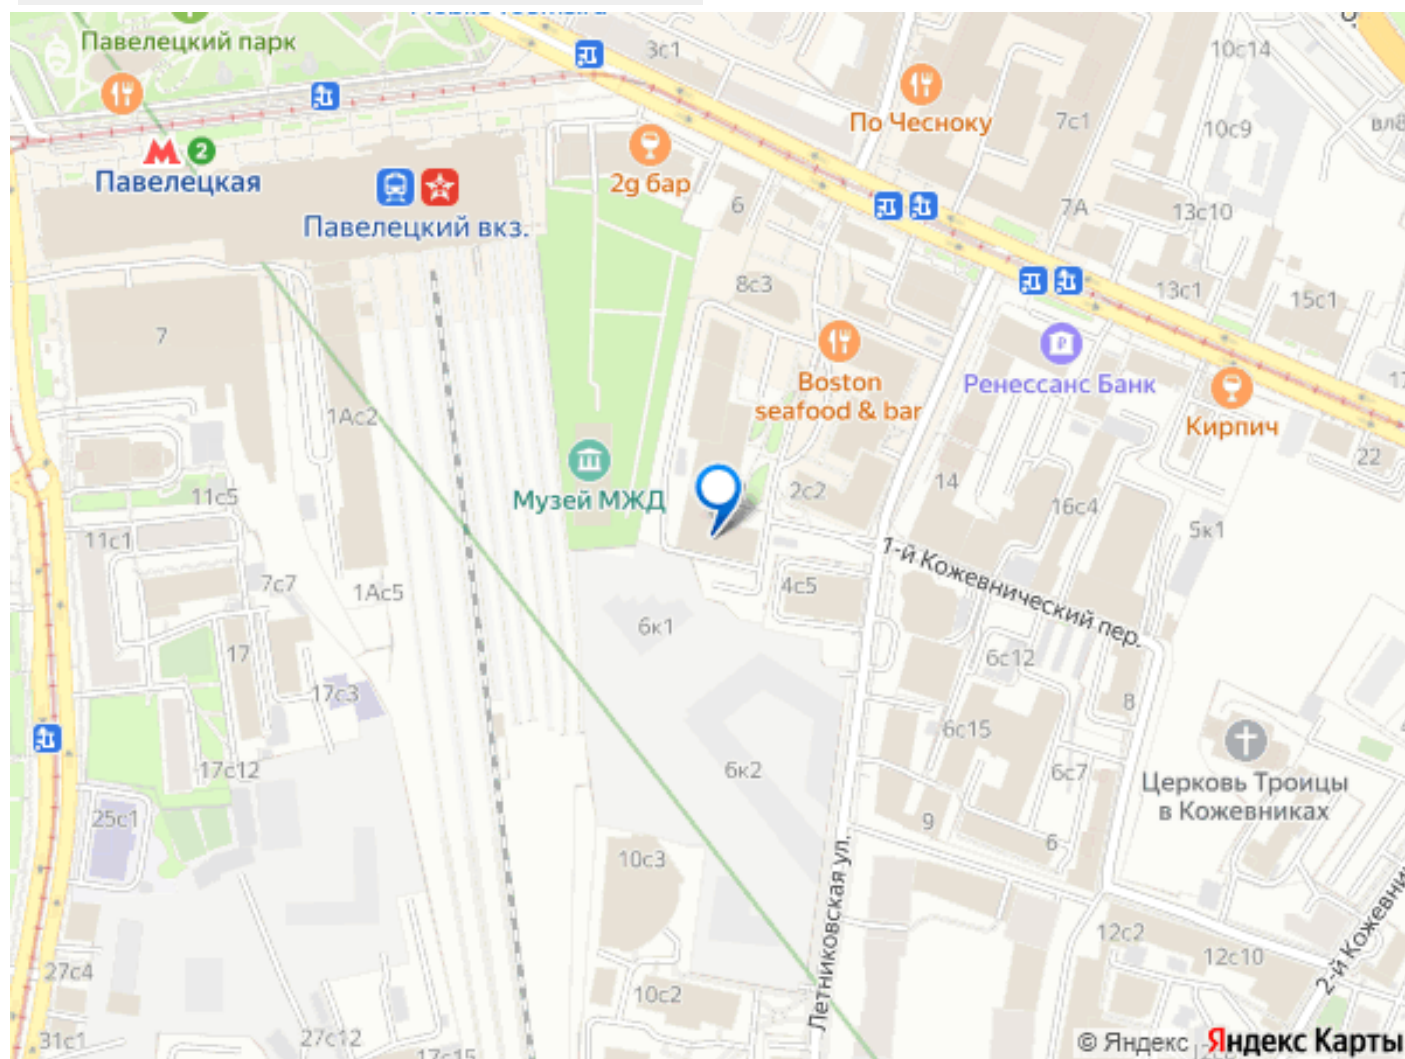 Павелецкий парк
3с1
10с14
По Чесноку
7с1
10с9
2
Павелецкая
2g бар
Павелецкий вкз.
6
7А
13с10
8с3
13с1
15с1
7
Boston
seafood & bar
Ренессанс Банк
1Ас2
Кирпич
22
Музей МЖД
11с5
2с2
14
16с4
5к1
11с1
1-й Кожевнический пер.
7с7
1Ас5
4с5
6к1
17
6с12
17с3
8
6с15
17с12
6к2
6с7
Церковь Троицы
в Кожевниках
25с1
9
6
10с3
Летниковская ул.
12с2
12с10
27с4
10с2
31с1
27с12
17с15
© Яндекс Яндекс Карты